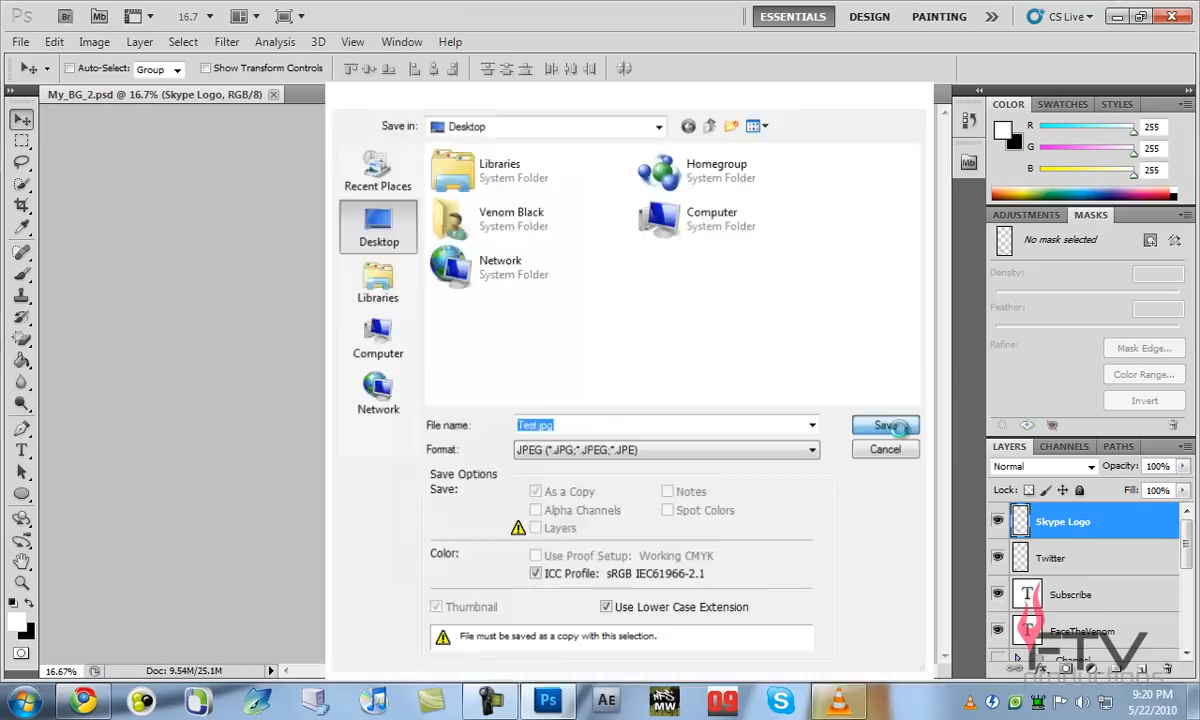 Ps Br Mb 16.7 ESSENTIALS DESIGN PAINTING CS Live
File Edit Image Layer Select Filter Analysis 3D View Window Help
Auto-Select: Group Show Transform Controls
My_BG_2.psd @ 16.7% (Skype Logo, RGB/8)
Save in: Desktop
Recent Places
Desktop
Libraries
Computer
Network
Libraries
System Folder
Homegroup
System Folder
Venom Black
System Folder
Computer
System Folder
Network
System Folder
File name: Test.jpg Save
Format: JPEG (*.JPG;*.JPEG;*.JPE) Cancel
Save Options
Save: As a Copy Notes
Alpha Channels Spot Colors
Layers
Color: Use Proof Setup: Working CMYK
ICC Profile: sRGB IEC61966-2.1
Thumbnail Use Lower Case Extension
File must be saved as a copy with this selection.
COLOR SWATCHES STYLES
R 255
G 255
B 255
ADJUSTMENTS MASKS
No mask selected
Density:
Feather:
Refine: Mask Edge...
Color Range...
Invert
LAYERS CHANNELS PATHS
Normal Opacity: 100%
Lock: Fill: 100%
Skype Logo
Twitter
T Subscribe
T FaceTheVenom
Channel
FTV
16.67% Doc: 9.54M/25.1M
Ps Ae MW 09
9:20 PM
5/22/2010